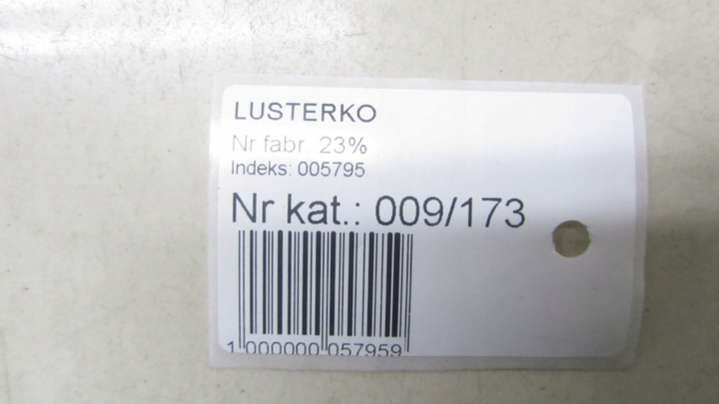 LUSTERKO
Nr fabr. 23%
Indeks: 005795
Nr kat.: 009/173
1 000000 057959